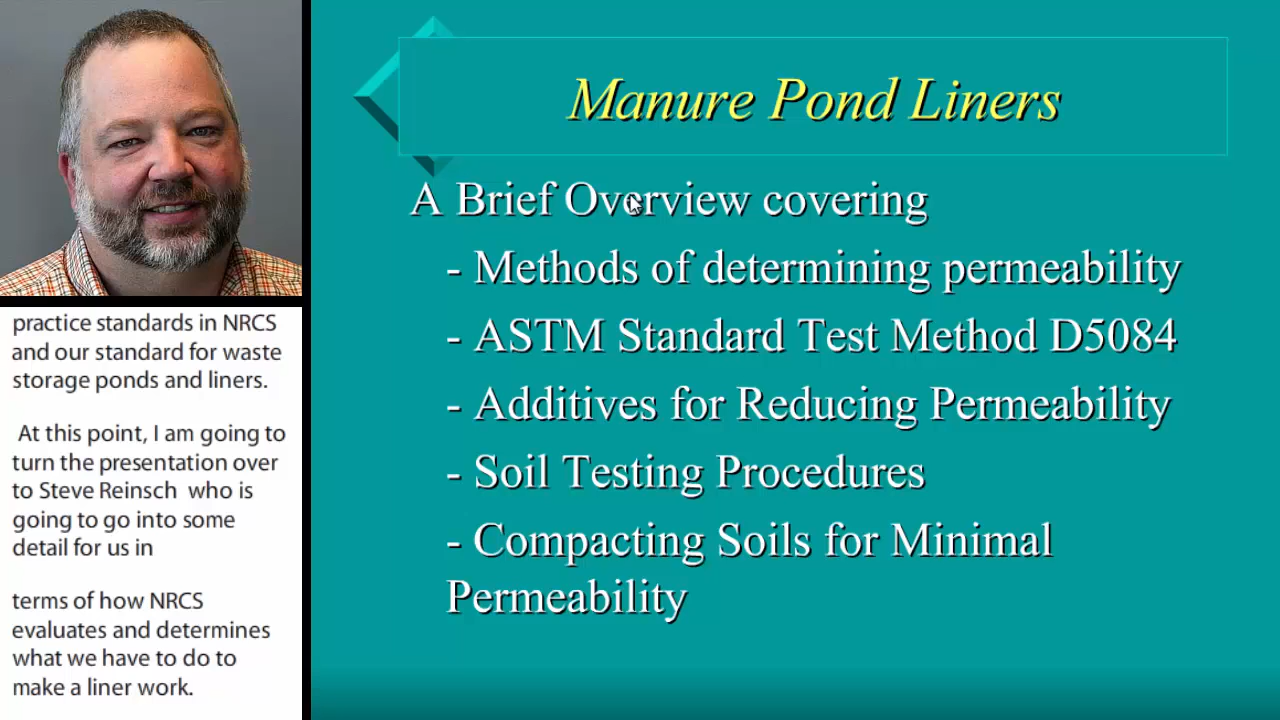 Manure Pond Liners
A Brief Overview covering
- Methods of determining permeability
- ASTM Standard Test Method D5084
- Additives for Reducing Permeability
- Soil Testing Procedures
- Compacting Soils for Minimal
Permeability
practice standards in NRCS
and our standard for waste
storage ponds and liners.
At this point, I am going to
turn the presentation over
to Steve Reinsch who is
going to go into some
detail for us in
terms of how NRCS
evaluates and determines
what we have to do to
make a liner work.